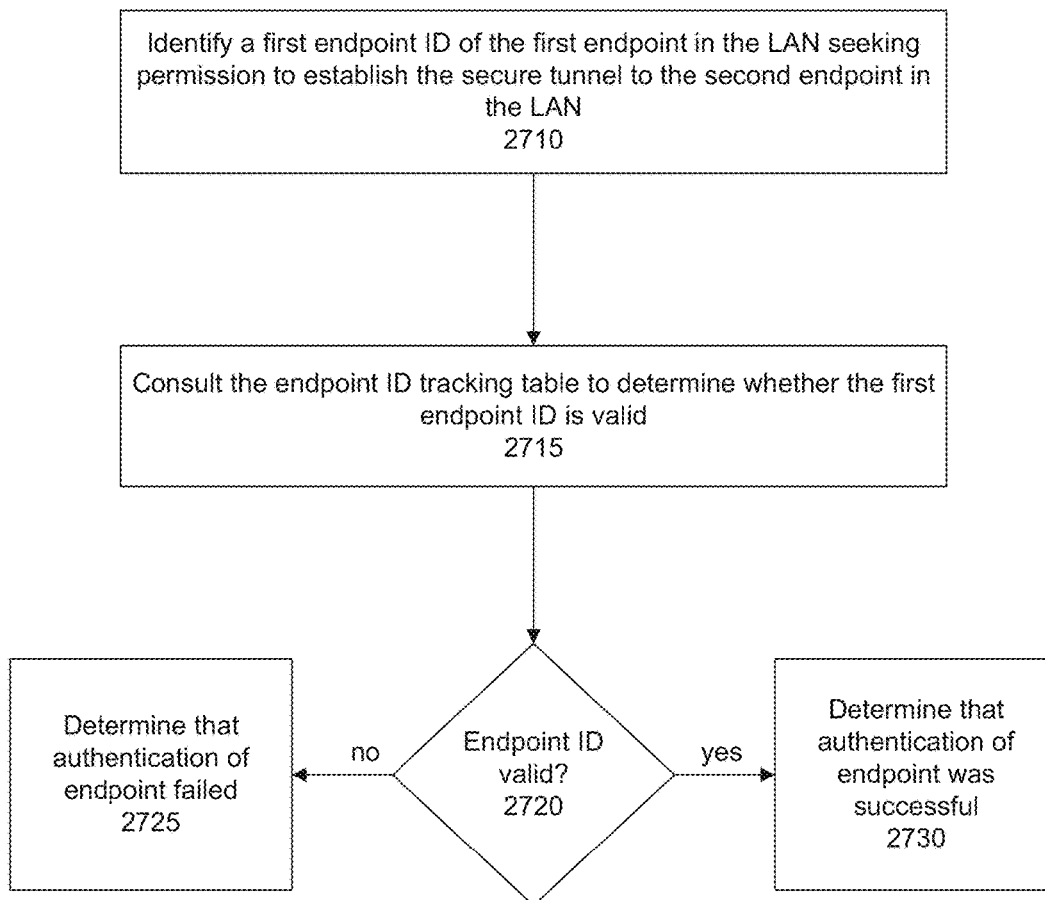 Identify a first endpoint ID of the first endpoint in the LAN seeking
permission to establish the secure tunnel to the second endpoint in
the LAN
2710
Consult the endpoint ID tracking table to determine whether the first
endpoint ID is valid
2715
Determine that
authentication of
endpoint failed
2725
no
Endpoint ID
valid?
2720
yes
Determine that
authentication of
endpoint was
successful
2730